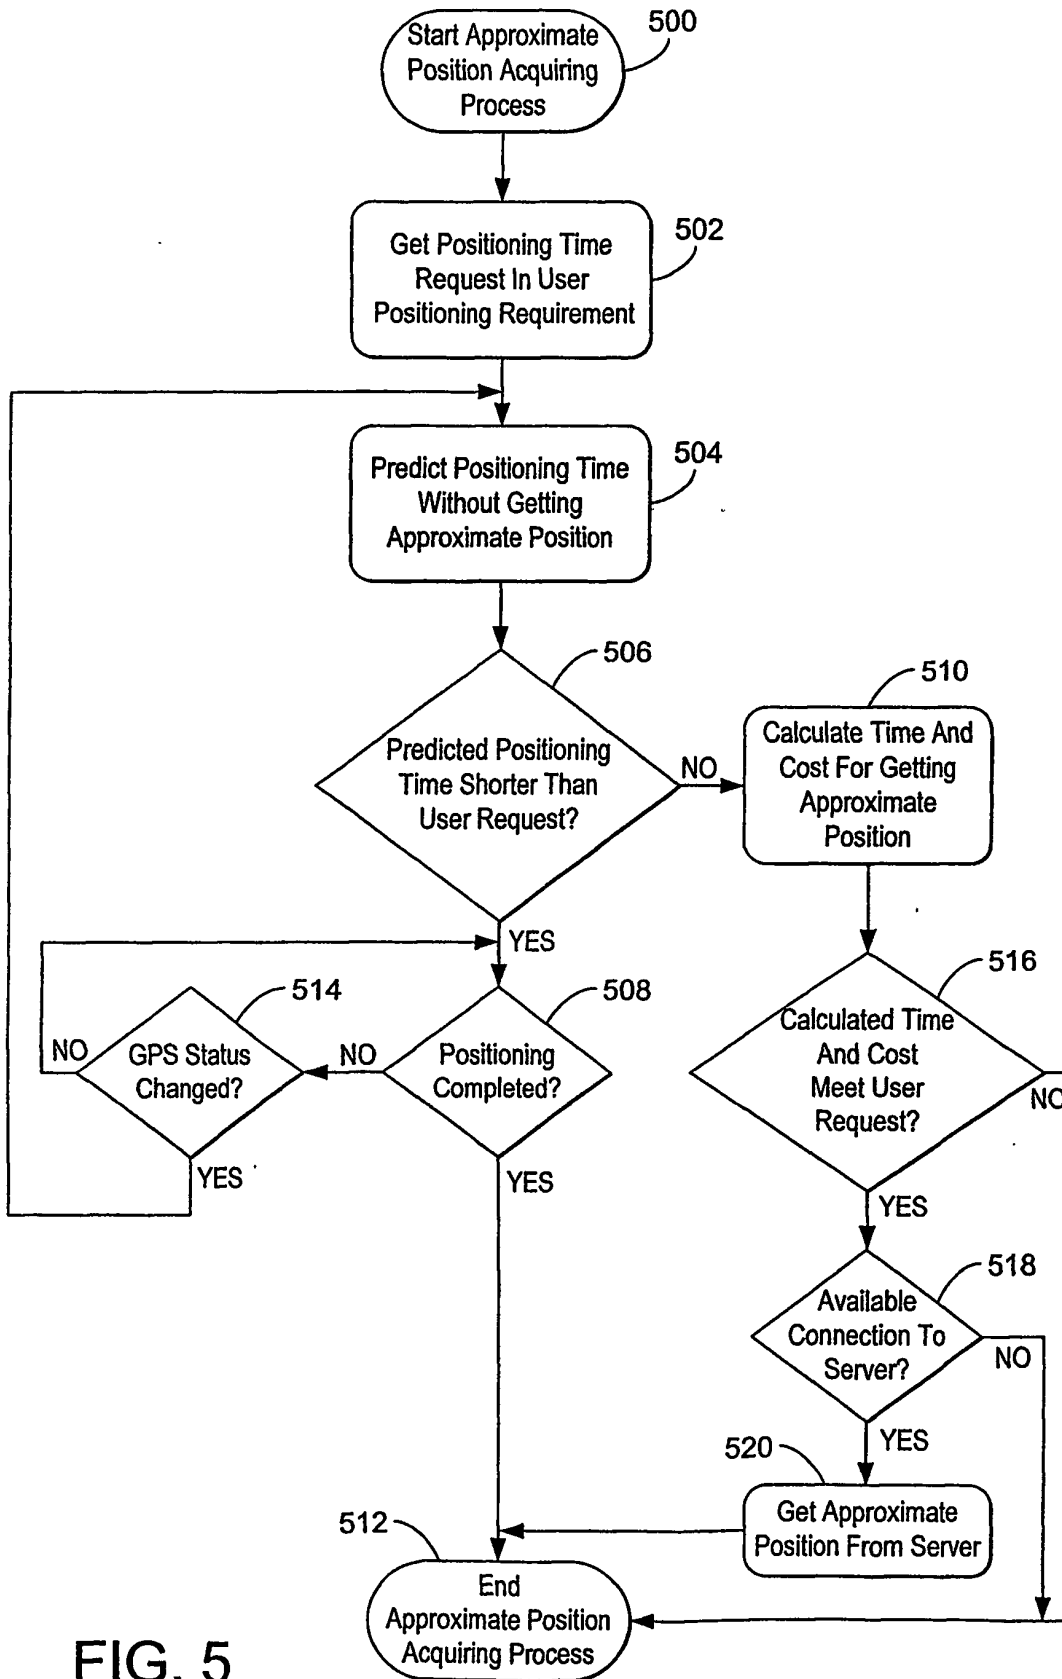 Start Approximate
Position Acquiring
Process
500
Get Positioning Time
Request In User
Positioning Requirement
502
Predict Positioning Time
Without Getting
Approximate Position
504
506
Predicted Positioning
Time Shorter Than
User Request?
NO
YES
510
Calculate Time And
Cost For Getting
Approximate
Position
514
GPS Status
Changed?
NO
YES
508
Positioning
Completed?
NO
YES
516
Calculated Time
And Cost
Meet User
Request?
NO
YES
518
Available
Connection To
Server?
NO
YES
520
Get Approximate
Position From Server
512
End
Approximate Position
Acquiring Process
FIG. 5